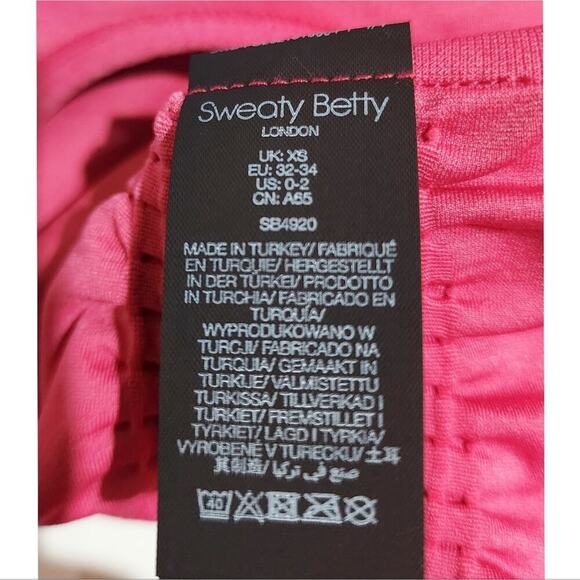 Sweaty Betty
LONDON
UK: XS
EU: 32-34
US: 0-2
CN: A65
SB4920
MADE IN TURKEY/ FABRIQUÉ
EN TURQUIE/ HERGESTELLT
IN DER TÜRKEI/ PRODOTTO
IN TURCHIA/ FABRICADO EN
TURQUÍA/
WYPRODUKOWANO W
TURCJI/ FABRICADO NA
TURQUIA/ GEMAAKT IN
TURKIJE/ VALMISTETTU
TURKISSA/ TILLVERKAD I
TURKIET/ FREMSTILLET I
TYRKIET/ LAGD I TYRKIA/
VYROBENÉ V TURECKU/ 土耳
其制造/ صنع في تركيا
40